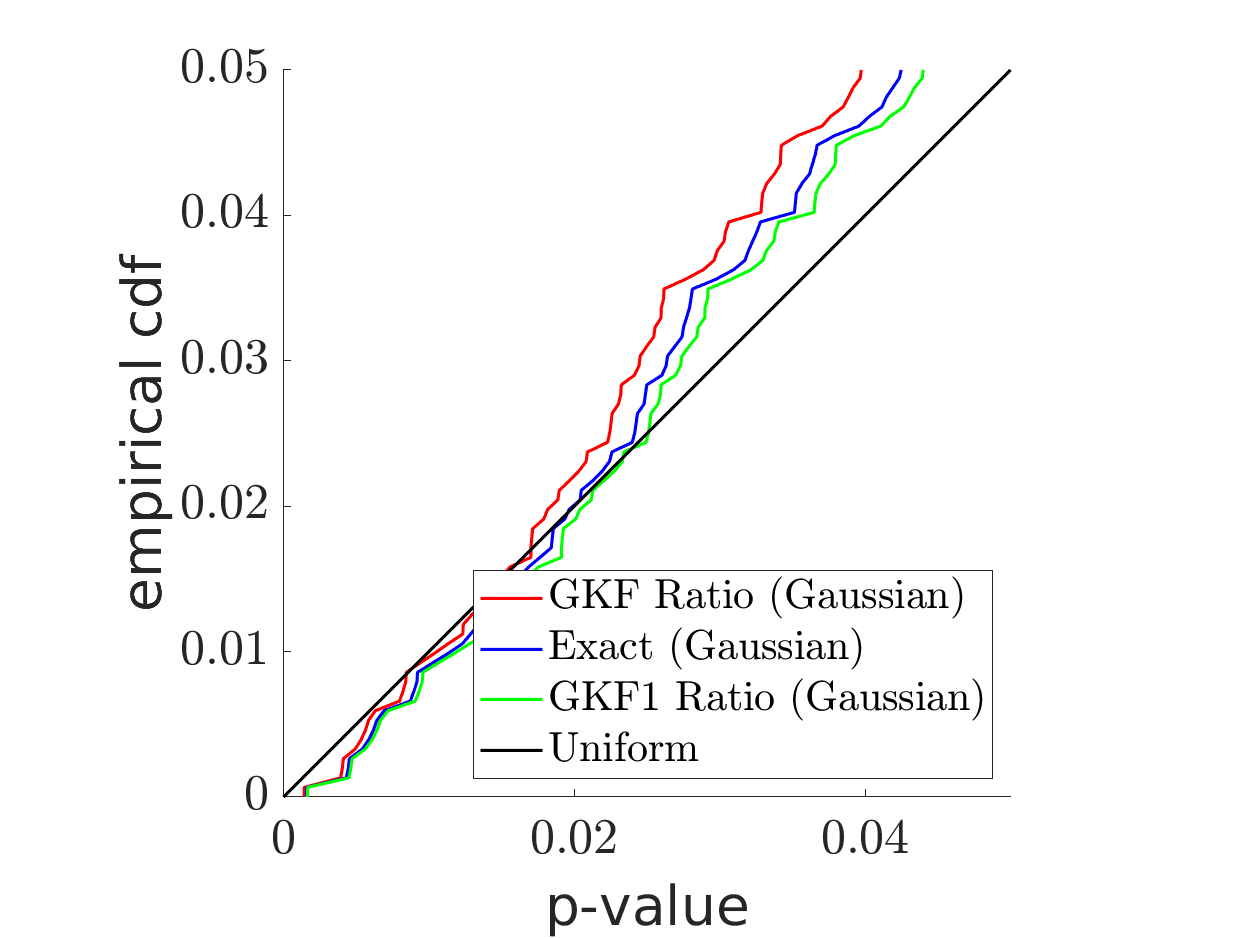 0.05
0.04
0.03
0.02
0.01
0
empirical cdf
GKF Ratio (Gaussian)
Exact (Gaussian)
GKF1 Ratio (Gaussian)
Uniform
0 0.02 0.04
p-value